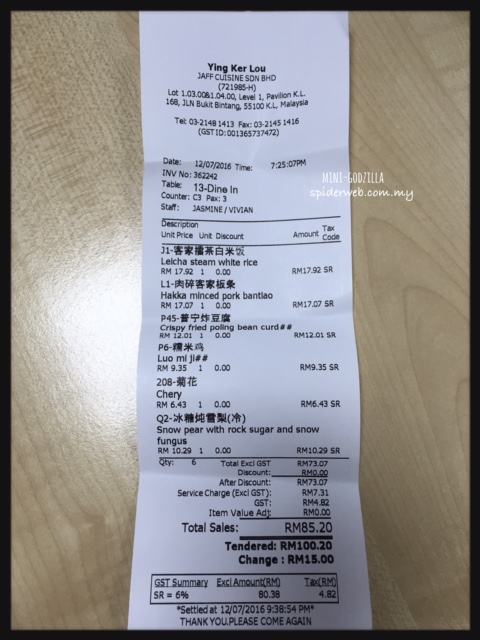 Ying Ker Lou
JAFF CUISINE SDN BHD
(721985-H)
Lot 1.03.00&1.04.00, Level 1, Pavilion K.L.
168, JLN Bukit Bintang, 55100 K.L, Malaysia
Tel: 03-2148 1413 Fax: 03-2145 1416
(GST ID: 001365737472)
Date: 12/07/2016 Time: 7:25:07PM
INV No: 362242
Table: 13-Dine In
Counter: C3 Pax: 3
Staff: JASMINE / VIVIAN
MINI-GODZILLA
spiderweb.com.my
Description
Unit Price Unit Discount Amount Tax Code
J1-客家擂茶白米饭
Leicha steam white rice
RM 17.92 1 0.00 RM17.92 SR
L1-肉碎客家板条
Hakka minced pork bantiao
RM 17.07 1 0.00 RM17.07 SR
P45-普宁炸豆腐
Crispy fried poling bean curd##
RM 12.01 1 0.00 RM12.01 SR
P6-糯米鸡
Luo mi ji##
RM 9.35 1 0.00 RM9.35 SR
208-菊花
Chery
RM 6.43 1 0.00 RM6.43 SR
Q2-冰糖炖雪梨(冷)
Snow pear with rock sugar and snow
fungus
RM 10.29 1 0.00 RM10.29 SR
Qty: 6 Total Excl GST RM73.07
Discount: RM0.00
After Discount: RM73.07
Service Charge (Excl GST): RM7.31
GST: RM4.82
Item Value Adj: RM0.00
Total Sales: RM85.20
Tendered: RM100.20
Change : RM15.00
GST Summary Excl Amount(RM) Tax(RM)
SR = 6% 80.38 4.82
*Settled at 12/07/2016 9:38:54 PM*
THANK YOU.PLEASE COME AGAIN